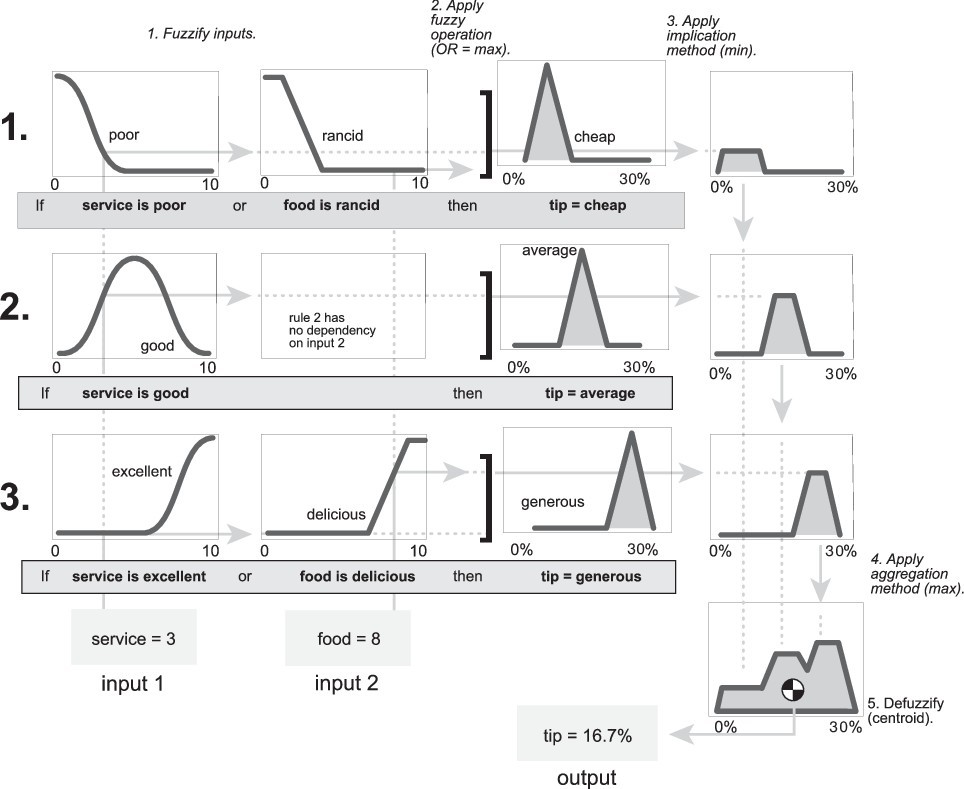 1. Fuzzify inputs.
2. Apply
fuzzy
operation
(OR = max).
3. Apply
implication
method (min).
1.
poor
0 10
rancid
0 10
cheap
0% 30%
0% 30%
If service is poor or food is rancid then tip = cheap
2.
good
0 10
rule 2 has
no dependency
on input 2
average
0% 30%
0% 30%
If service is good then tip = average
3.
excellent
0 10
delicious
0 10
generous
0% 30%
0% 30%
If service is excellent or food is delicious then tip = generous
4. Apply
aggregation
method (max).
service = 3
input 1
food = 8
input 2
0% 30%
5. Defuzzify
(centroid).
tip = 16.7%
output